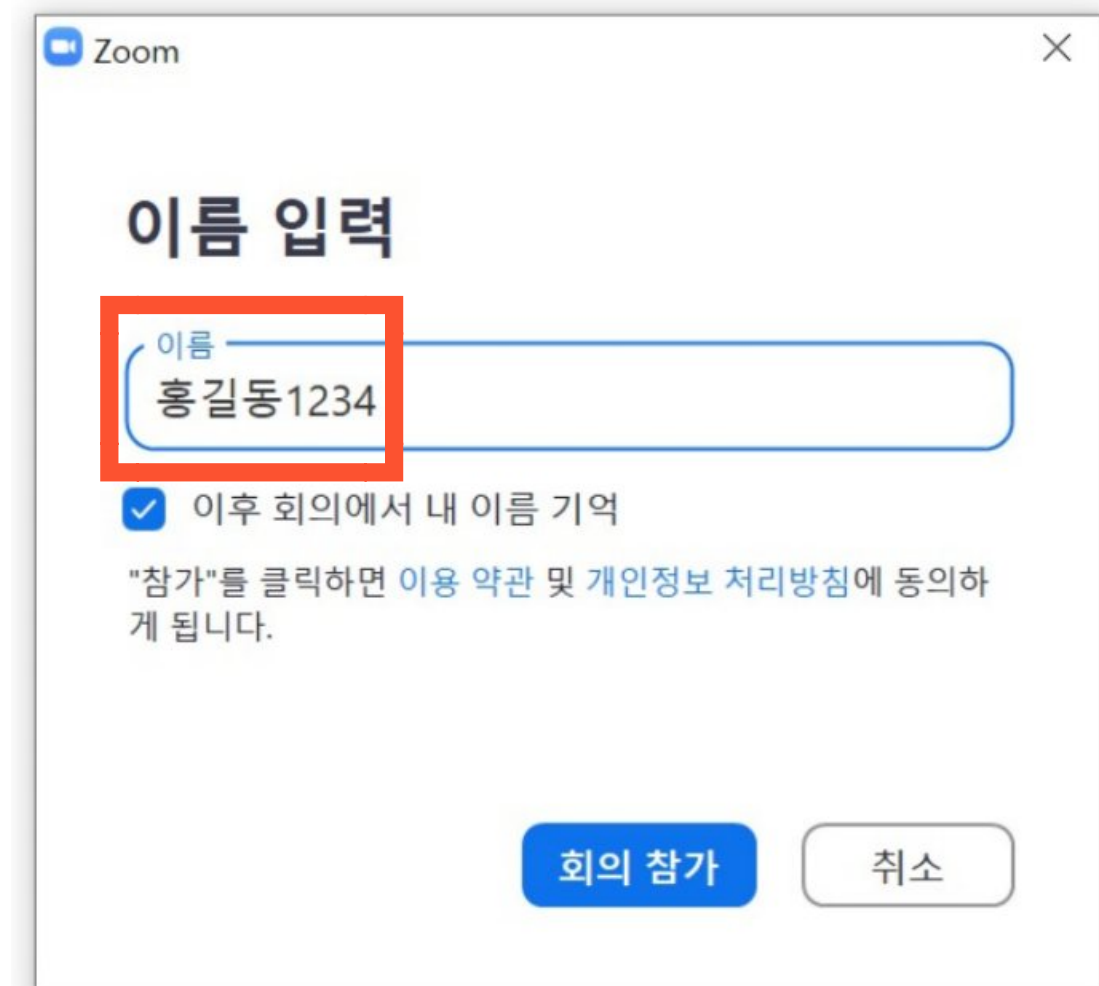 Zoom
이름 입력
이름
홍길동1234
이후 회의에서 내 이름 기억
"참가"를 클릭하면 이용 약관 및 개인정보 처리방침에 동의하
게 됩니다.
회의 참가 취소